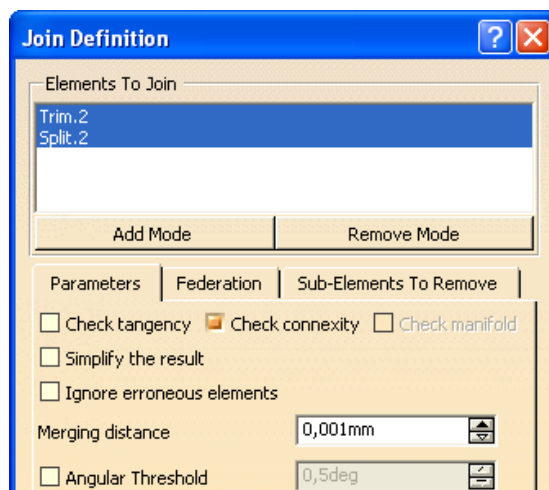 Join Definition
Elements To Join
Trim.2
Split.2
Add Mode Remove Mode
Parameters Federation Sub-Elements To Remove
Check tangency Check connexity Check manifold
Simplify the result
Ignore erroneous elements
Merging distance 0,001mm
Angular Threshold 0,5deg